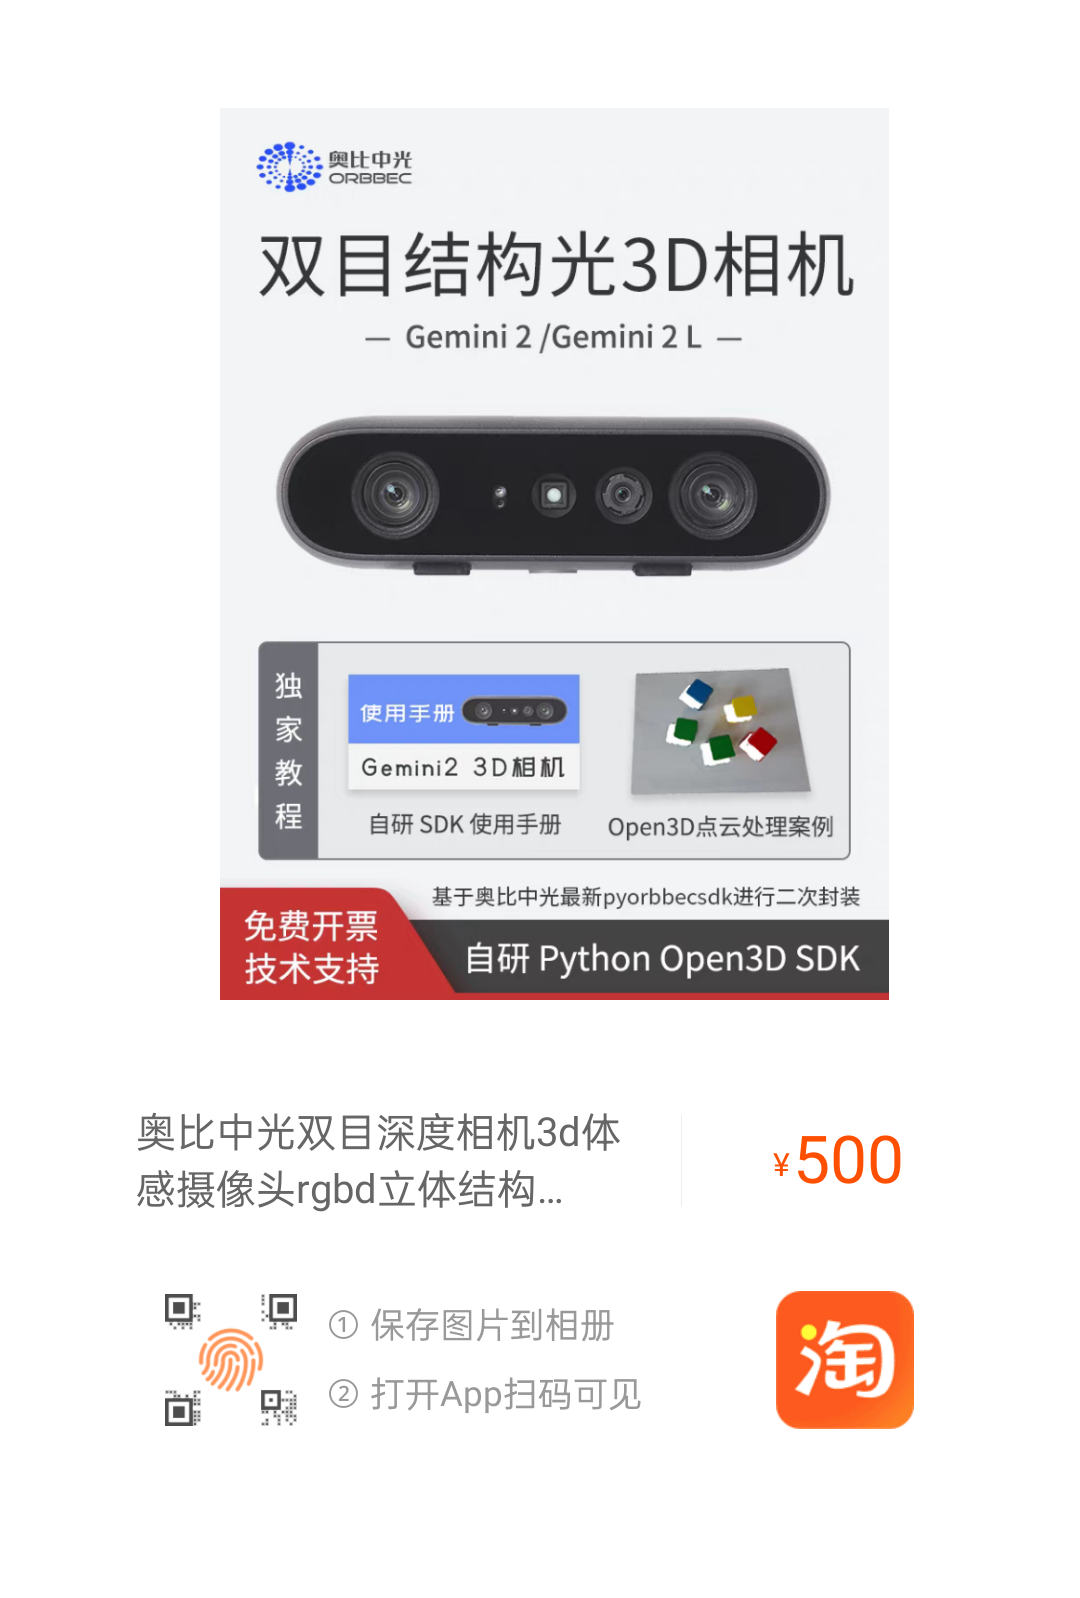 奥比中光
ORBBEC
双目结构光3D相机
— Gemini 2 /Gemini 2 L —
独家教程
使用手册
Gemini2 3D相机
自研 SDK 使用手册
Open3D点云处理案例
基于奥比中光最新pyorbbecsdk进行二次封装
免费开票
技术支持
自研 Python Open3D SDK
奥比中光双目深度相机3d体
感摄像头rgbd立体结构...
¥500
① 保存图片到相册
② 打开App扫码可见
淘